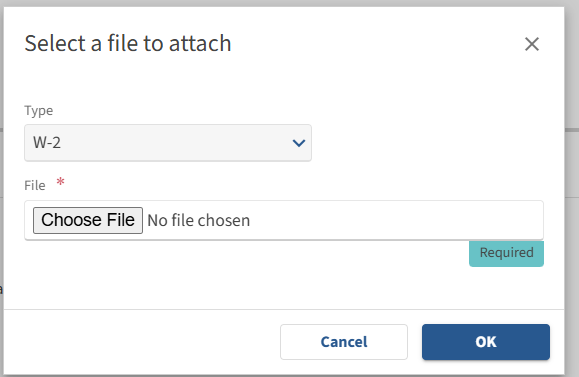 Select a file to attach
Type
W-2
File *
Choose File No file chosen
Required
Cancel OK